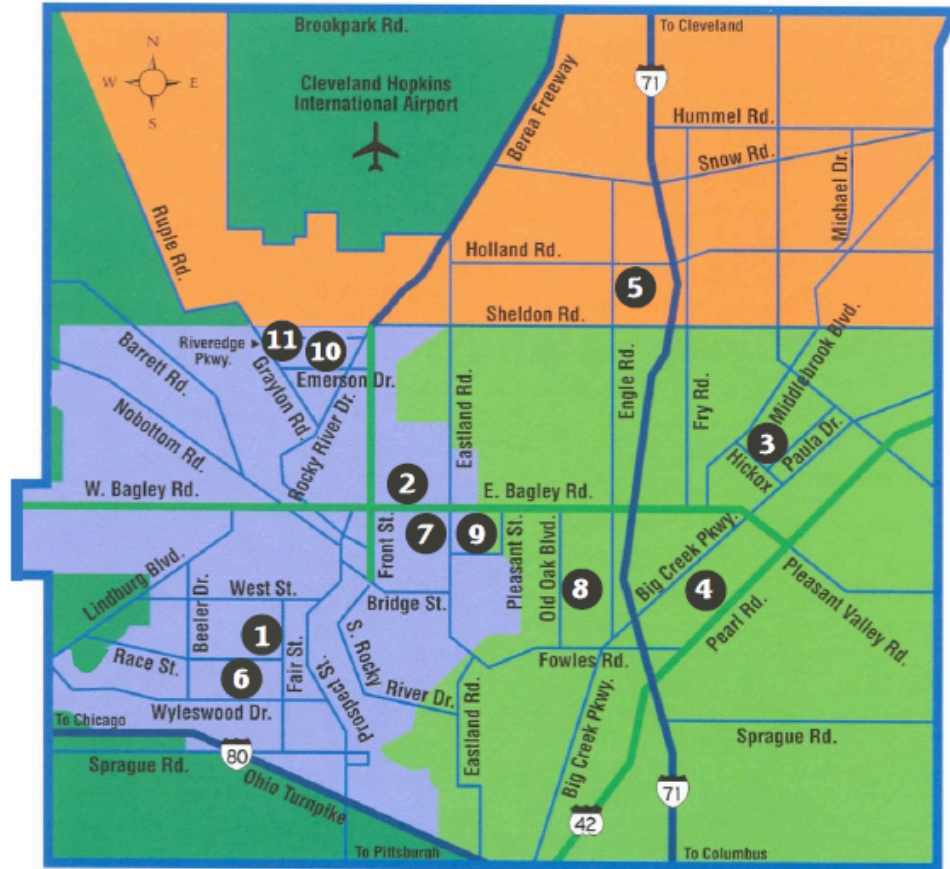 Brookpark Rd.
To Cleveland
N
W E
S
Cleveland Hopkins
International Airport
71
Berea Freeway
Hummel Rd.
Snow Rd.
Michael Dr.
Ruple Rd.
Holland Rd.
5
Sheldon Rd.
Riveredge
Pkwy.
11
10
Emerson Dr.
Barrett Rd.
Grayton Rd.
Nobottom Rd.
Rocky River Dr.
Eastland Rd.
Engle Rd.
Fry Rd.
Middlebrook Blvd.
3
Paula Dr.
Hickox
2
W. Bagley Rd.
E. Bagley Rd.
Front St.
7
9
Pleasant St.
Old Oak Blvd.
8
Big Creek Pkwy.
4
Pearl Rd.
Pleasant Valley Rd.
Lindburg Blvd.
Beeler Dr.
West St.
Bridge St.
1
Race St.
6
Fair St.
Prospect St.
S. Rocky
River Dr.
Fowles Rd.
Wyleswood Dr.
Eastland Rd.
Big Creek Pkwy.
Sprague Rd.
To Chicago
80
Sprague Rd.
Ohio Turnpike
71
42
To Pittsburgh
To Columbus